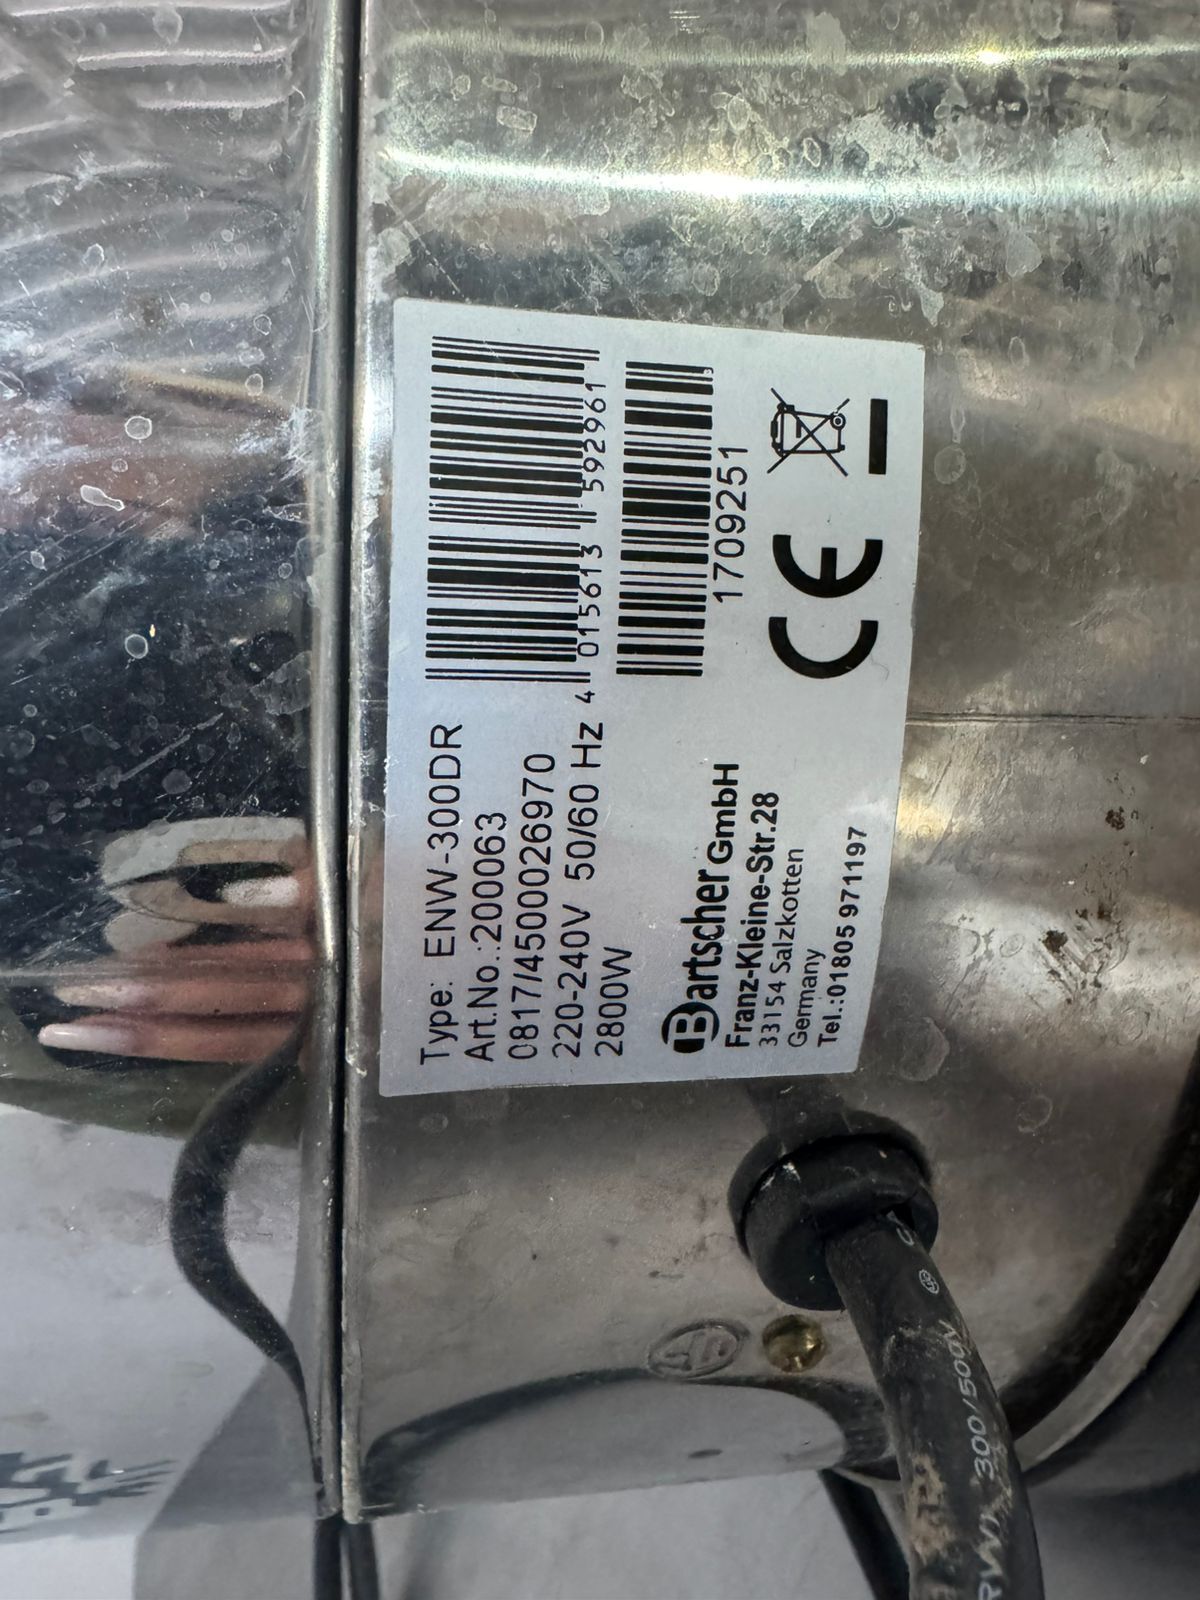 Type: ENW-300DR
Art.No.:200063
0817/4500026970
220-240V 50/60 Hz
2800W
4 015613 592961
1709251
Bartscher GmbH
Franz-Kleine-Str.28
33154 Salzkotten
Germany
Tel.:01805 971197
CE
300/500V